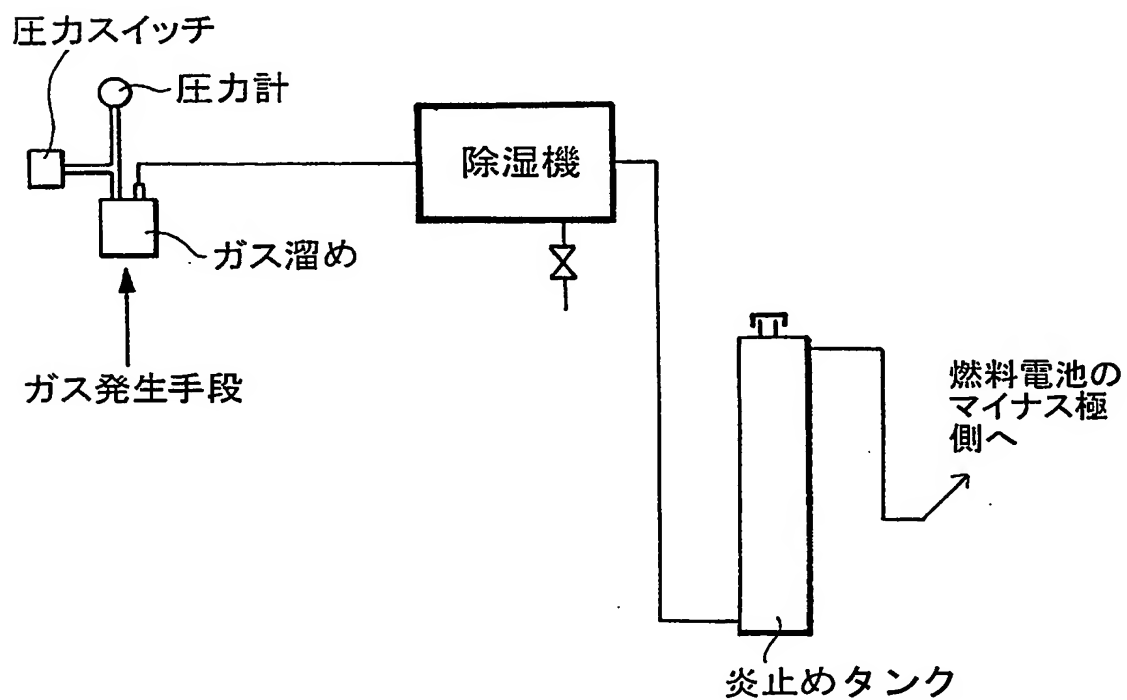 圧力スイッチ
圧力計
除湿機
ガス溜め
ガス発生手段
燃料電池の
マイナス極
側へ
炎止めタンク